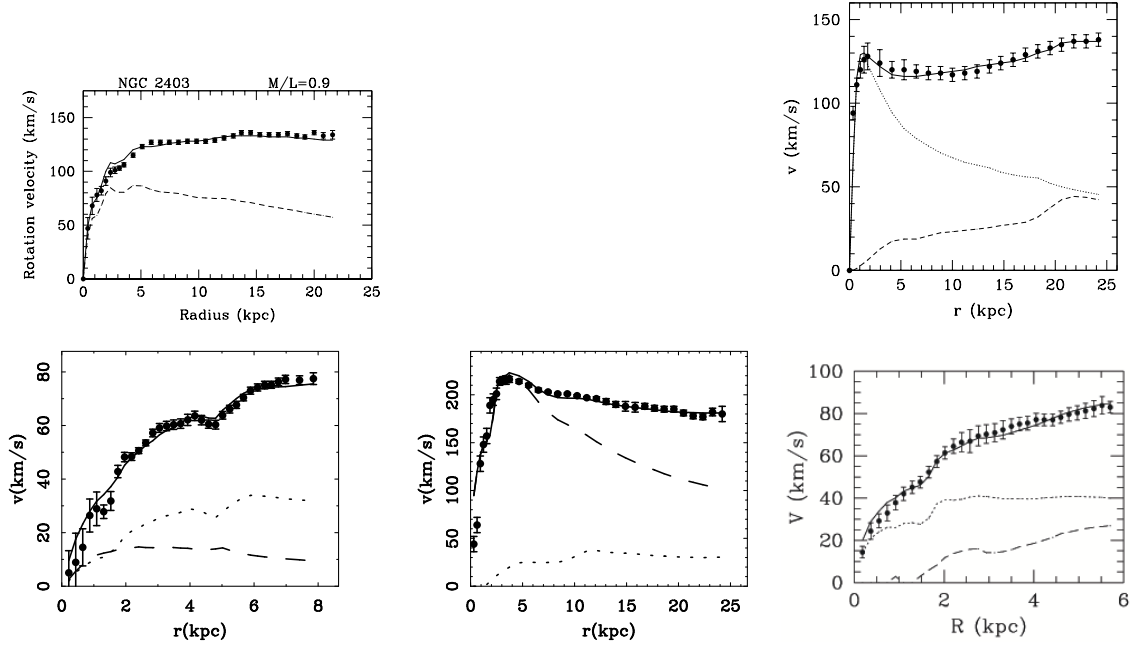 NGC 2403 M/L=0.9
Rotation velocity (km/s)
150
100
50
0
0 5 10 15 20 25
Radius (kpc)
v (km/s)
150
100
50
0
0 5 10 15 20 25
r (kpc)
v(km/s)
80
60
40
20
0
0 2 4 6 8
r(kpc)
v(km/s)
200
150
100
50
0
0 5 10 15 20 25
r(kpc)
V (km/s)
100
80
60
40
20
0
0 2 4 6
R (kpc)